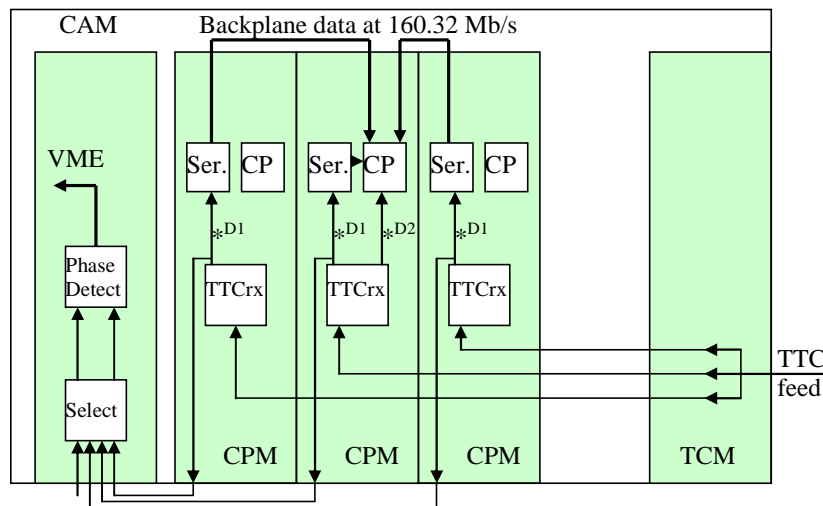 CAM
Backplane data at 160.32 Mb/s
VME
Ser.
CP
Ser.
CP
Ser.
CP
*D1
*D1
*D2
*D1
Phase
Detect
TTCrx
TTCrx
TTCrx
TTC
feed
Select
CPM
CPM
CPM
TCM